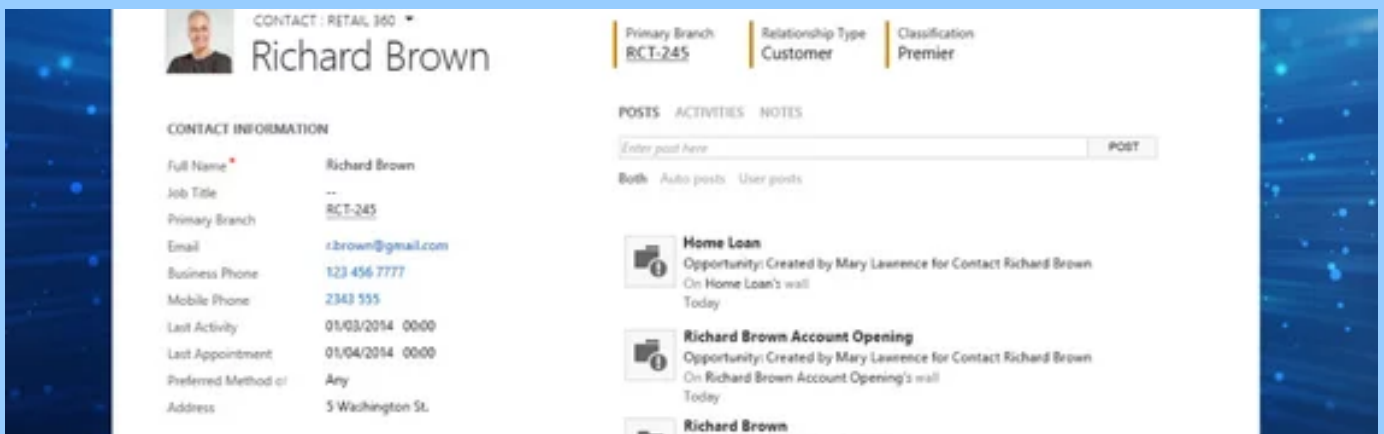 CONTACT : RETAIL 360
Richard Brown
Primary Branch
RCT-245
Relationship Type
Customer
Classification
Premier
CONTACT INFORMATION
Full Name* Richard Brown
Job Title --
Primary Branch RCT-245
Email r.brown@gmail.com
Business Phone 123 456 7777
Mobile Phone 2343 555
Last Activity 01/03/2014 00:00
Last Appointment 01/04/2014 00:00
Preferred Method of Any
Address 5 Washington St.
POSTS ACTIVITIES NOTES
Enter post here POST
Both Auto posts User posts
Home Loan
Opportunity: Created by Mary Lawrence for Contact Richard Brown
On Home Loan's wall
Today
Richard Brown Account Opening
Opportunity: Created by Mary Lawrence for Contact Richard Brown
On Richard Brown Account Opening's wall
Today
Richard Brown